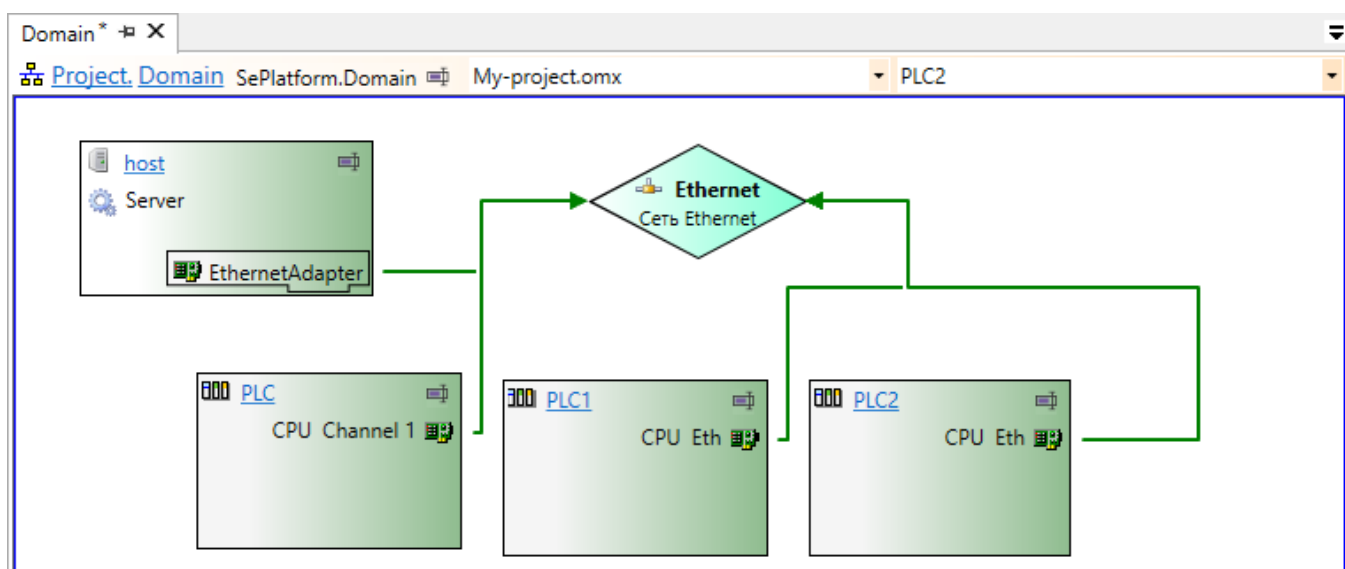 Domain*
Project. Domain SePlatform.Domain My-project.omx PLC2
host
Server
EthernetAdapter
Ethernet
Сеть Ethernet
PLC
CPU Channel 1
PLC1
CPU Eth
PLC2
CPU Eth